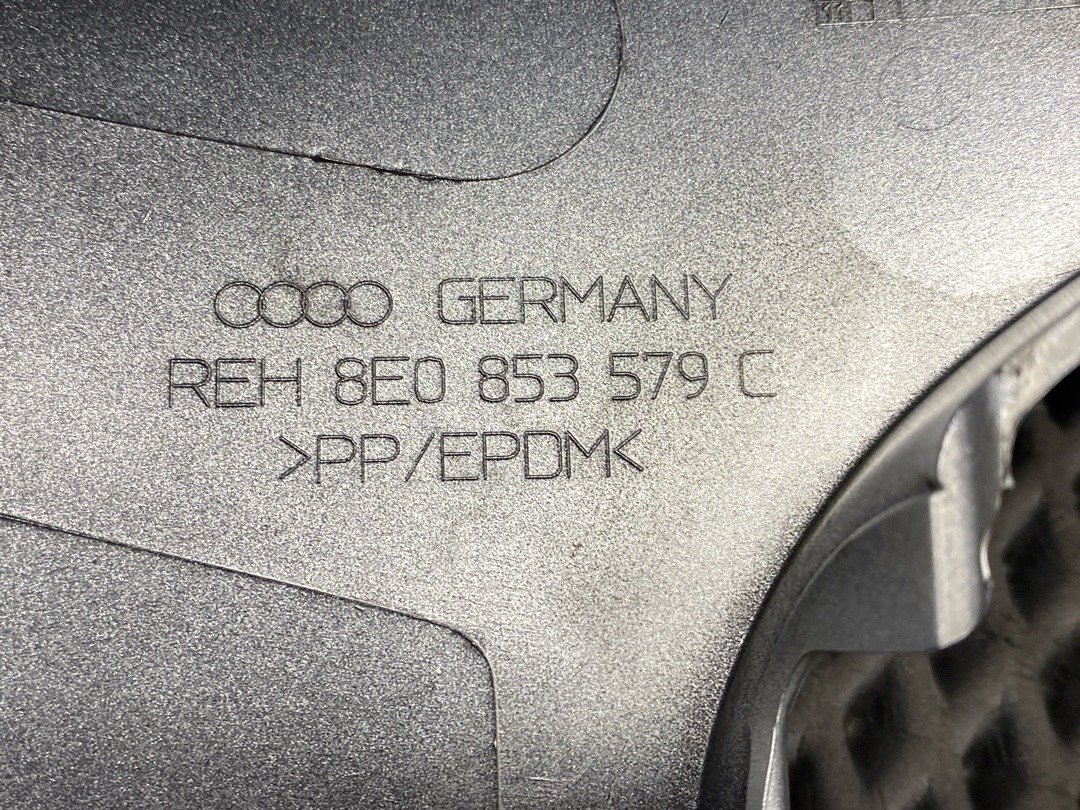 GERMANY
REH 8E0 853 579 C
>PP/EPDM<